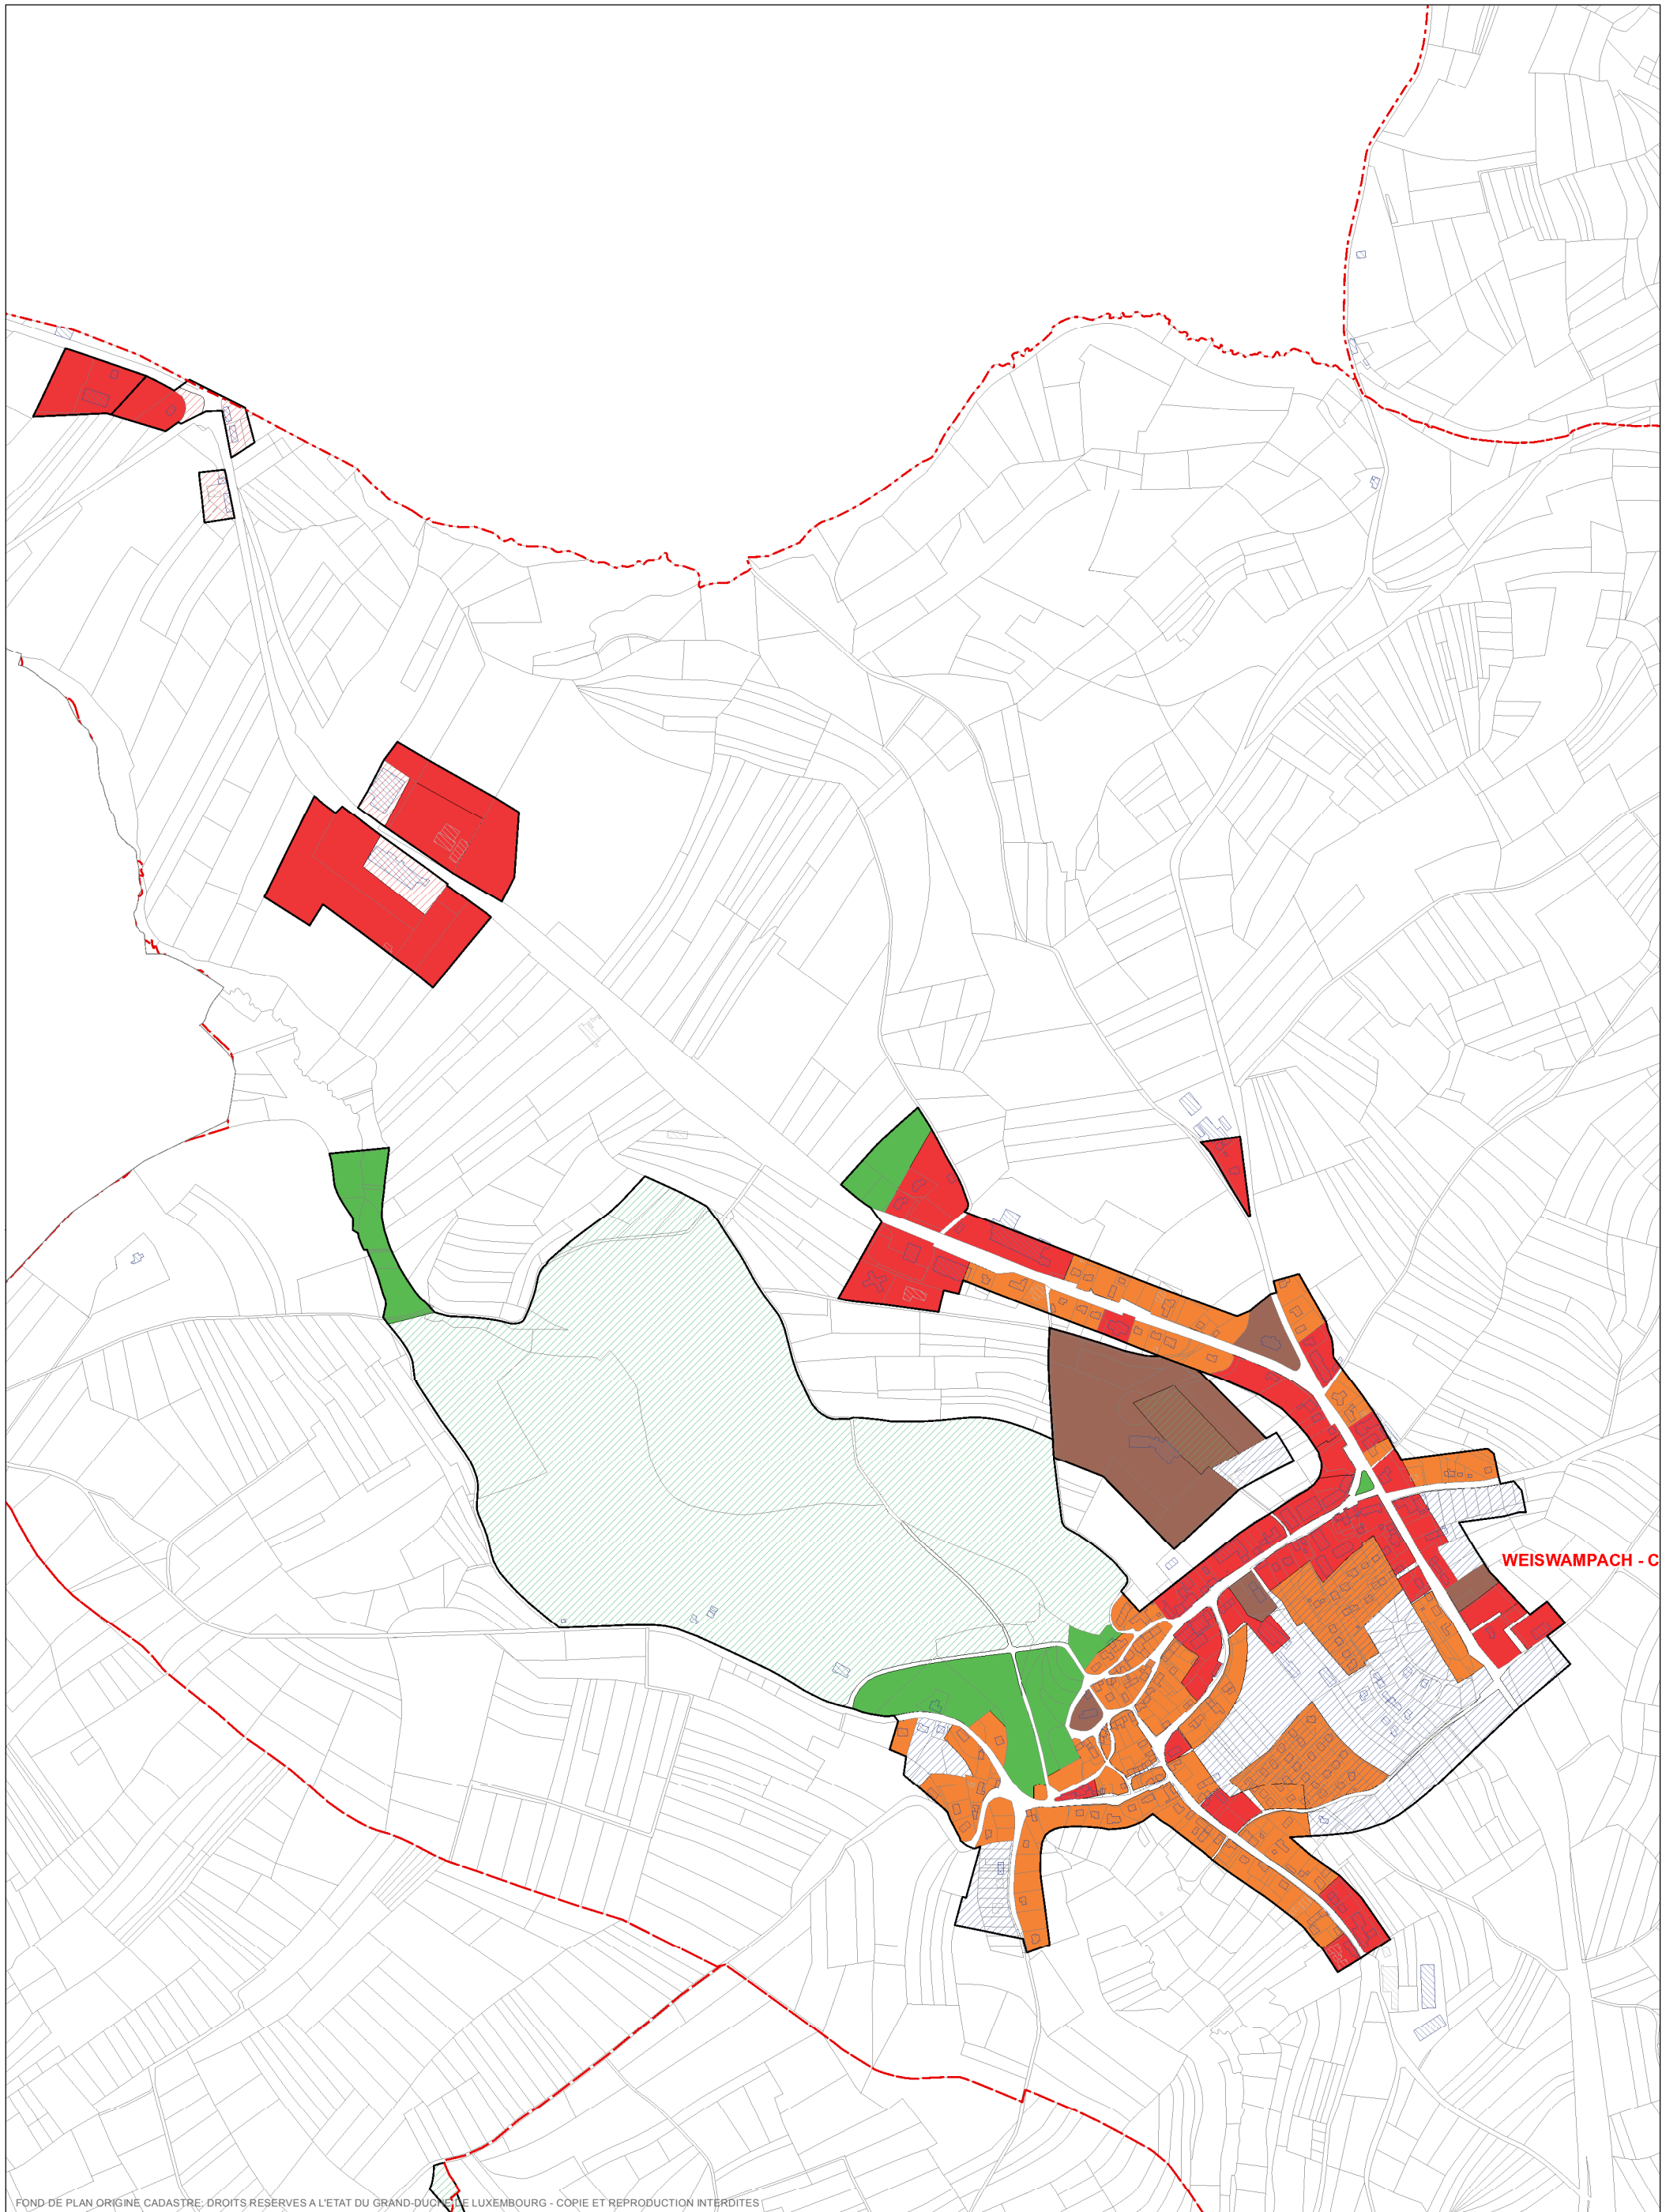 WEISWAMPACH - C
FOND DE PLAN ORIGINE CADASTRE: DROITS RESERVES A L'ETAT DU GRAND-DUCHE DE LUXEMBOURG - COPIE ET REPRODUCTION INTERDITES